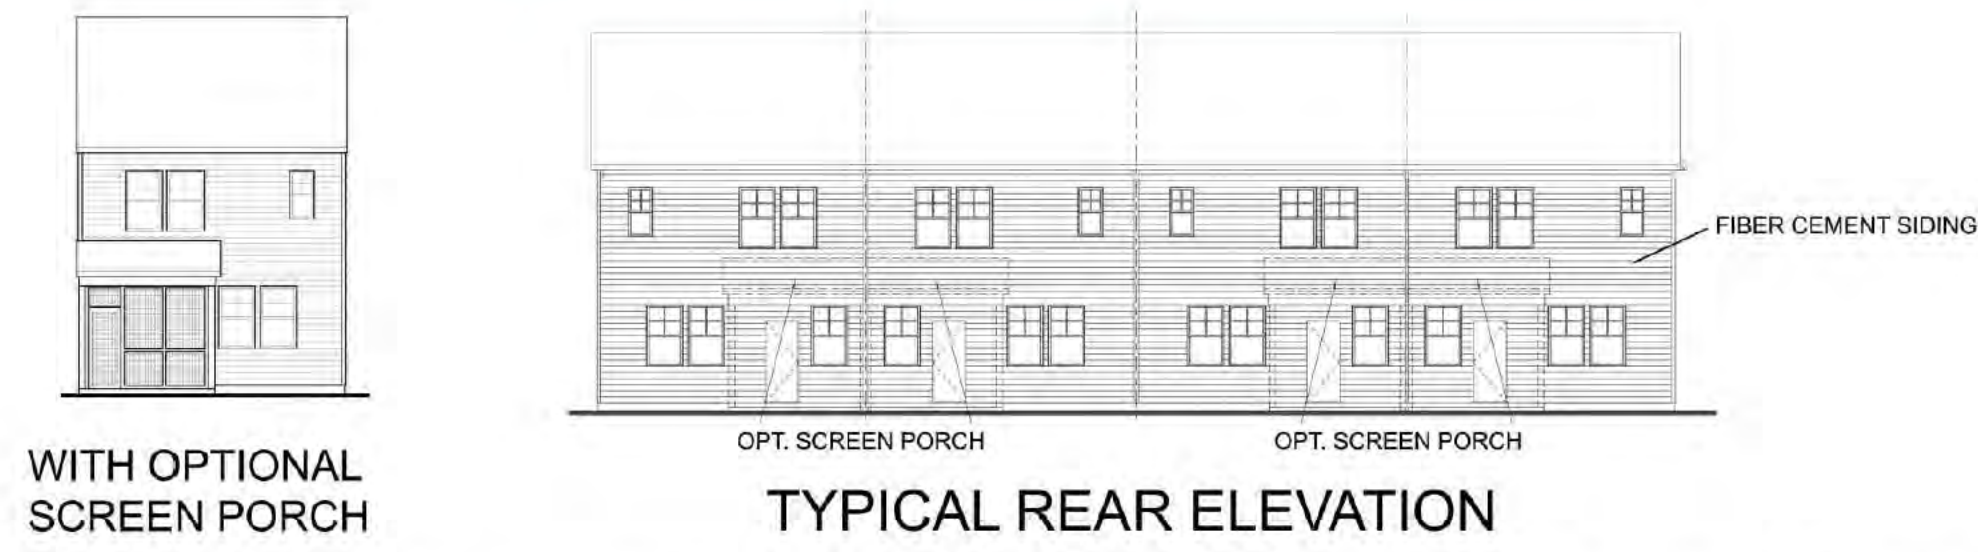 FIBER CEMENT SIDING
OPT. SCREEN PORCH
OPT. SCREEN PORCH
WITH OPTIONAL
SCREEN PORCH
TYPICAL REAR ELEVATION